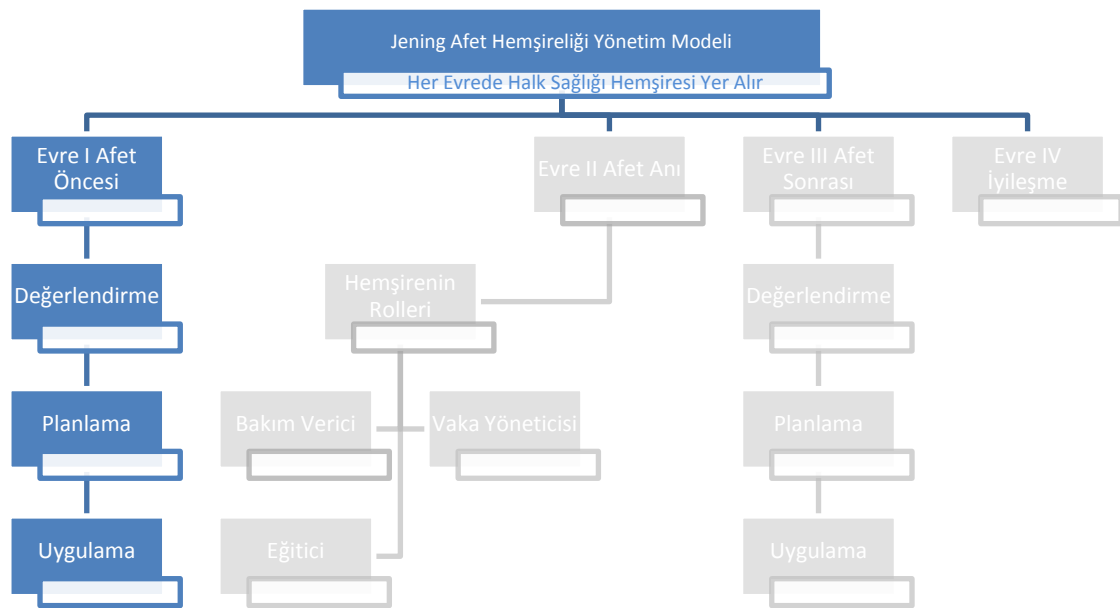 Jening Afet Hemşireliği Yönetim Modeli
Her Evrede Halk Sağlığı Hemşiresi Yer Alır
Evre I Afet
Öncesi
Evre II Afet Anı
Evre III Afet
Sonrası
Evre IV
İyileşme
Değerlendirme
Hemşirenin
Rolleri
Değerlendirme
Planlama
Bakım Verici
Vaka Yöneticisi
Planlama
Uygulama
Eğitici
Uygulama